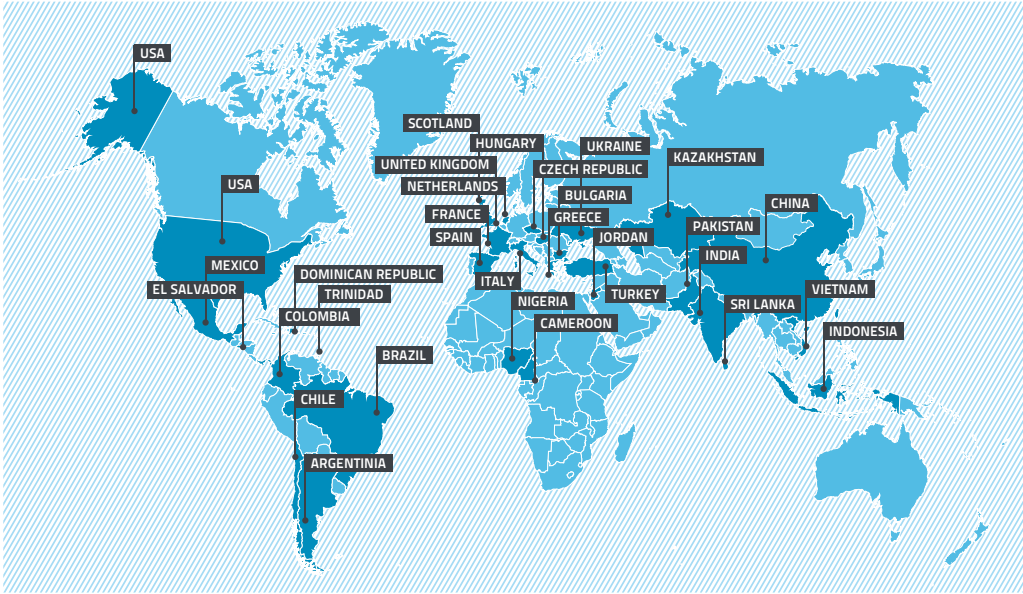 USA
SCOTLAND
HUNGARY
UKRAINE
UNITED KINGDOM
CZECH REPUBLIC
KAZAKHSTAN
USA
NETHERLANDS
BULGARIA
CHINA
FRANCE
GREECE
PAKISTAN
SPAIN
JORDAN
INDIA
MEXICO
DOMINICAN REPUBLIC
ITALY
EL SALVADOR
TRINIDAD
NIGERIA
TURKEY
SRI LANKA
VIETNAM
COLOMBIA
CAMEROON
INDONESIA
BRAZIL
CHILE
ARGENTINIA